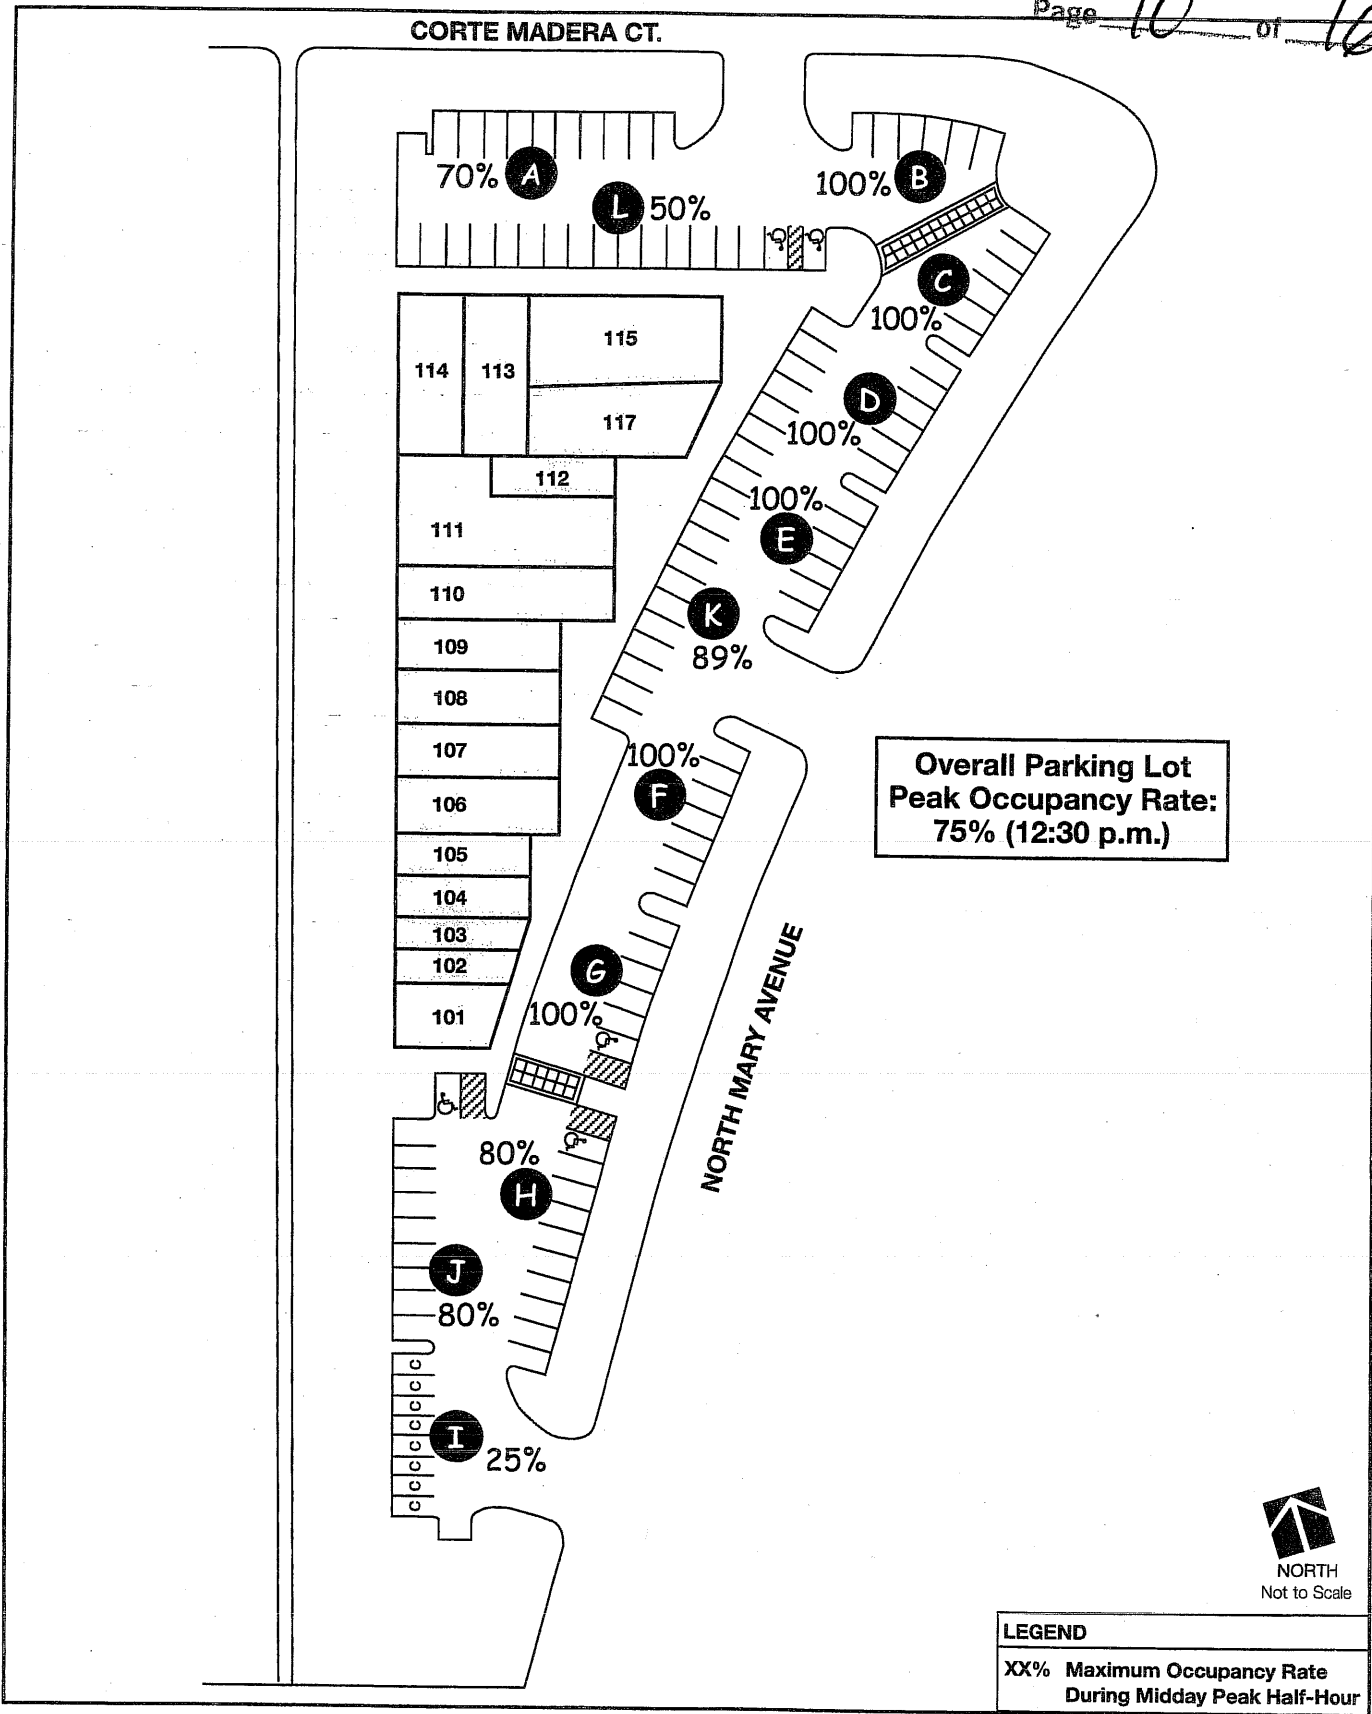 Page 10 of 16
CORTE MADERA CT.
70% A
L 50%
100% B
C
100%
114
113
115
117
D
100%
112
100%
E
111
110
K
89%
109
108
107
106
100%
F
Overall Parking Lot
Peak Occupancy Rate:
75% (12:30 p.m.)
105
104
103
102
101
G
100%
NORTH MARY AVENUE
80%
H
J
80%
C
C
C
C
C
C
C
C
I
25%
NORTH
Not to Scale
LEGEND
XX% Maximum Occupancy Rate
During Midday Peak Half-Hour